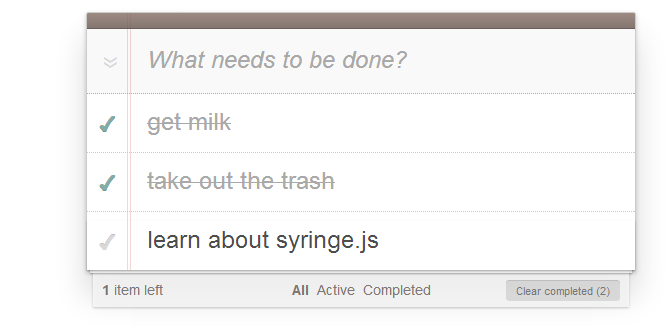 What needs to be done?
get milk
take out the trash
learn about syringe.js
1 item left All Active Completed Clear completed (2)